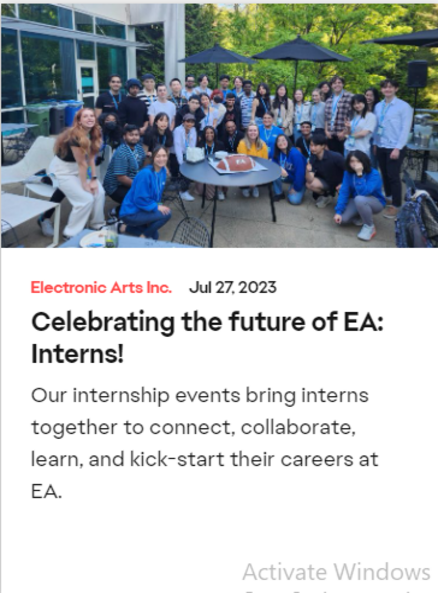 Electronic Arts Inc. Jul 27, 2023
Celebrating the future of EA:
Interns!
Our internship events bring interns
together to connect, collaborate,
learn, and kick-start their careers at
EA.
Activate Windows